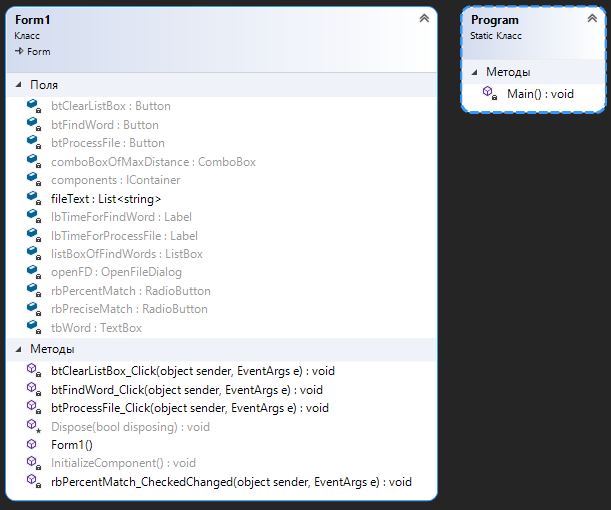 Form1
Класс
Form
Поля
btClearListBox : Button
btFindWord : Button
btProcessFile : Button
comboBoxOfMaxDistance : ComboBox
components : IContainer
fileText : List<string>
lbTimeForFindWord : Label
lbTimeForProcessFile : Label
listBoxOfFindWords : ListBox
openFD : OpenFileDialog
rbPercentMatch : RadioButton
rbPreciseMatch : RadioButton
tbWord : TextBox
Методы
btClearListBox_Click(object sender, EventArgs e) : void
btFindWord_Click(object sender, EventArgs e) : void
btProcessFile_Click(object sender, EventArgs e) : void
Dispose(bool disposing) : void
Form1()
InitializeComponent() : void
rbPercentMatch_CheckedChanged(object sender, EventArgs e) : void
Program
Static Класс
Методы
Main() : void